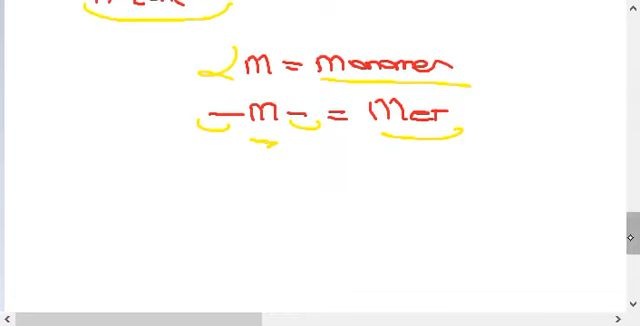 m = monomer
— m — = Mer